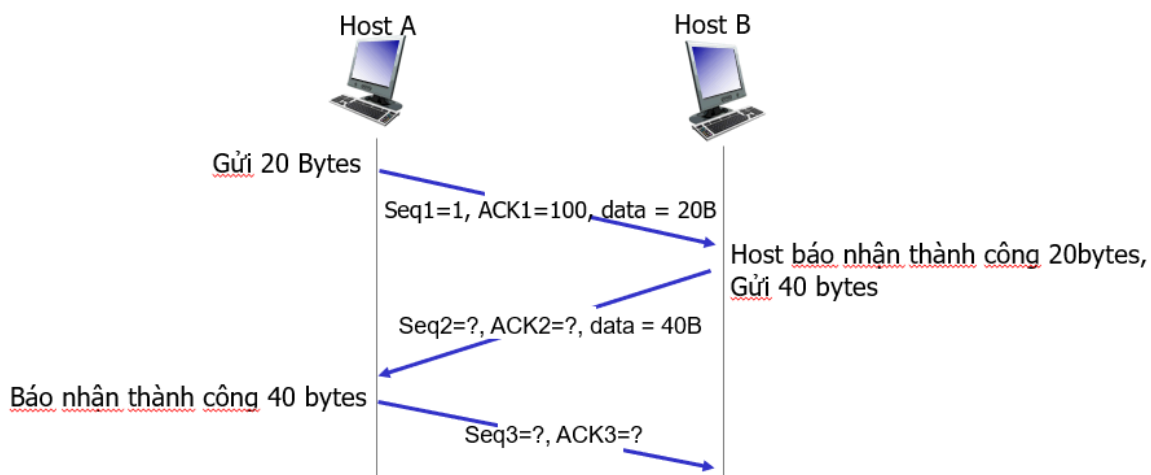 Host A
Host B
Gửi 20 Bytes
Seq1=1, ACK1=100, data = 20B
Host báo nhận thành công 20bytes,
Gửi 40 bytes
Seq2=?, ACK2=?, data = 40B
Báo nhận thành công 40 bytes
Seq3=?, ACK3=?